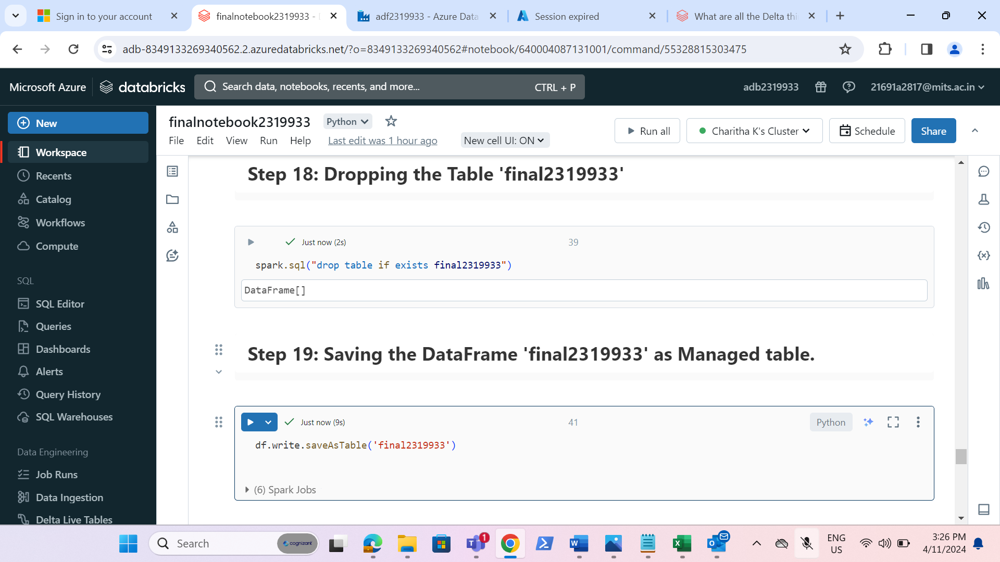 Sign in to your account
finalnotebook2319933 -
adf2319933 - Azure Data
Session expired
What are all the Delta thi
adb-8349133269340562.2.azuredatabricks.net/?o=8349133269340562#notebook/640004087131001/command/55328815303475
Microsoft Azure
databricks
Search data, notebooks, recents, and more...
CTRL + P
adb2319933
21691a2817@mits.ac.in
New
Workspace
Recents
Catalog
Workflows
Compute
SQL
SQL Editor
Queries
Dashboards
Alerts
Query History
SQL Warehouses
Data Engineering
Job Runs
Data Ingestion
Delta Live Tables
finalnotebook2319933
Python
File Edit View Run Help
Last edit was 1 hour ago
New cell UI: ON
Run all
Charitha K's Cluster
Schedule
Share
Step 18: Dropping the Table 'final2319933'
Just now (2s)
39
spark.sql("drop table if exists final2319933")
DataFrame[]
Step 19: Saving the DataFrame 'final2319933' as Managed table.
Just now (9s)
41
Python
df.write.saveAsTable('final2319933')
(6) Spark Jobs
Search
cognizant
1
ENG
US
3:26 PM
4/11/2024